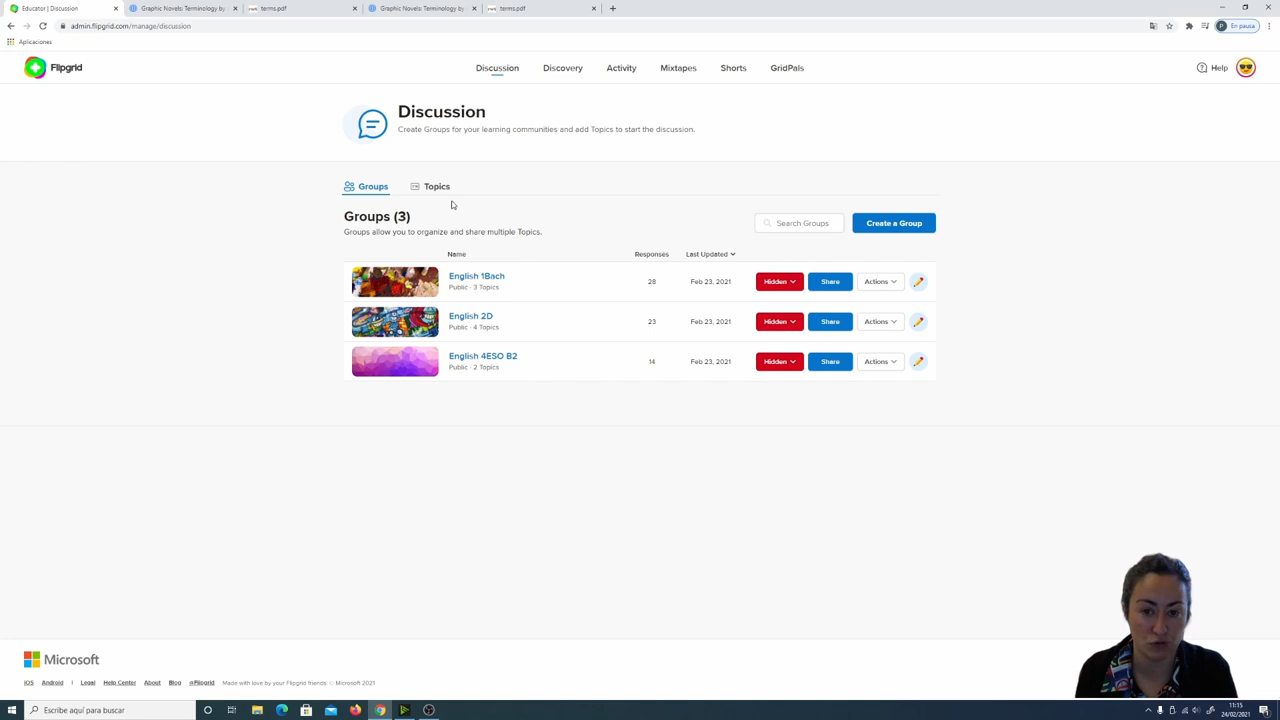 Educator | Discussion
Graphic Novels: Terminology by
terms.pdf
Graphic Novels: Terminology by
terms.pdf
admin.flipgrid.com/manage/discussion
En pausa
Aplicaciones
Flipgrid
Discussion
Discovery
Activity
Mixtapes
Shorts
GridPals
Help
Discussion
Create Groups for your learning communities and add Topics to start the discussion.
Groups
Topics
Groups (3)
Groups allow you to organize and share multiple Topics.
Search Groups
Create a Group
Name
Responses
Last Updated
English 1Bach
Public · 3 Topics
28
Feb 23, 2021
Hidden
Share
Actions
English 2D
Public · 4 Topics
23
Feb 23, 2021
Hidden
Share
Actions
English 4ESO B2
Public · 2 Topics
14
Feb 23, 2021
Hidden
Share
Actions
Microsoft
iOS
Android
|
Legal
Help Center
About
Blog
@Flipgrid
Made with love by your Flipgrid friends. © Microsoft 2021
Escribe aquí para buscar
11:15
24/02/2021